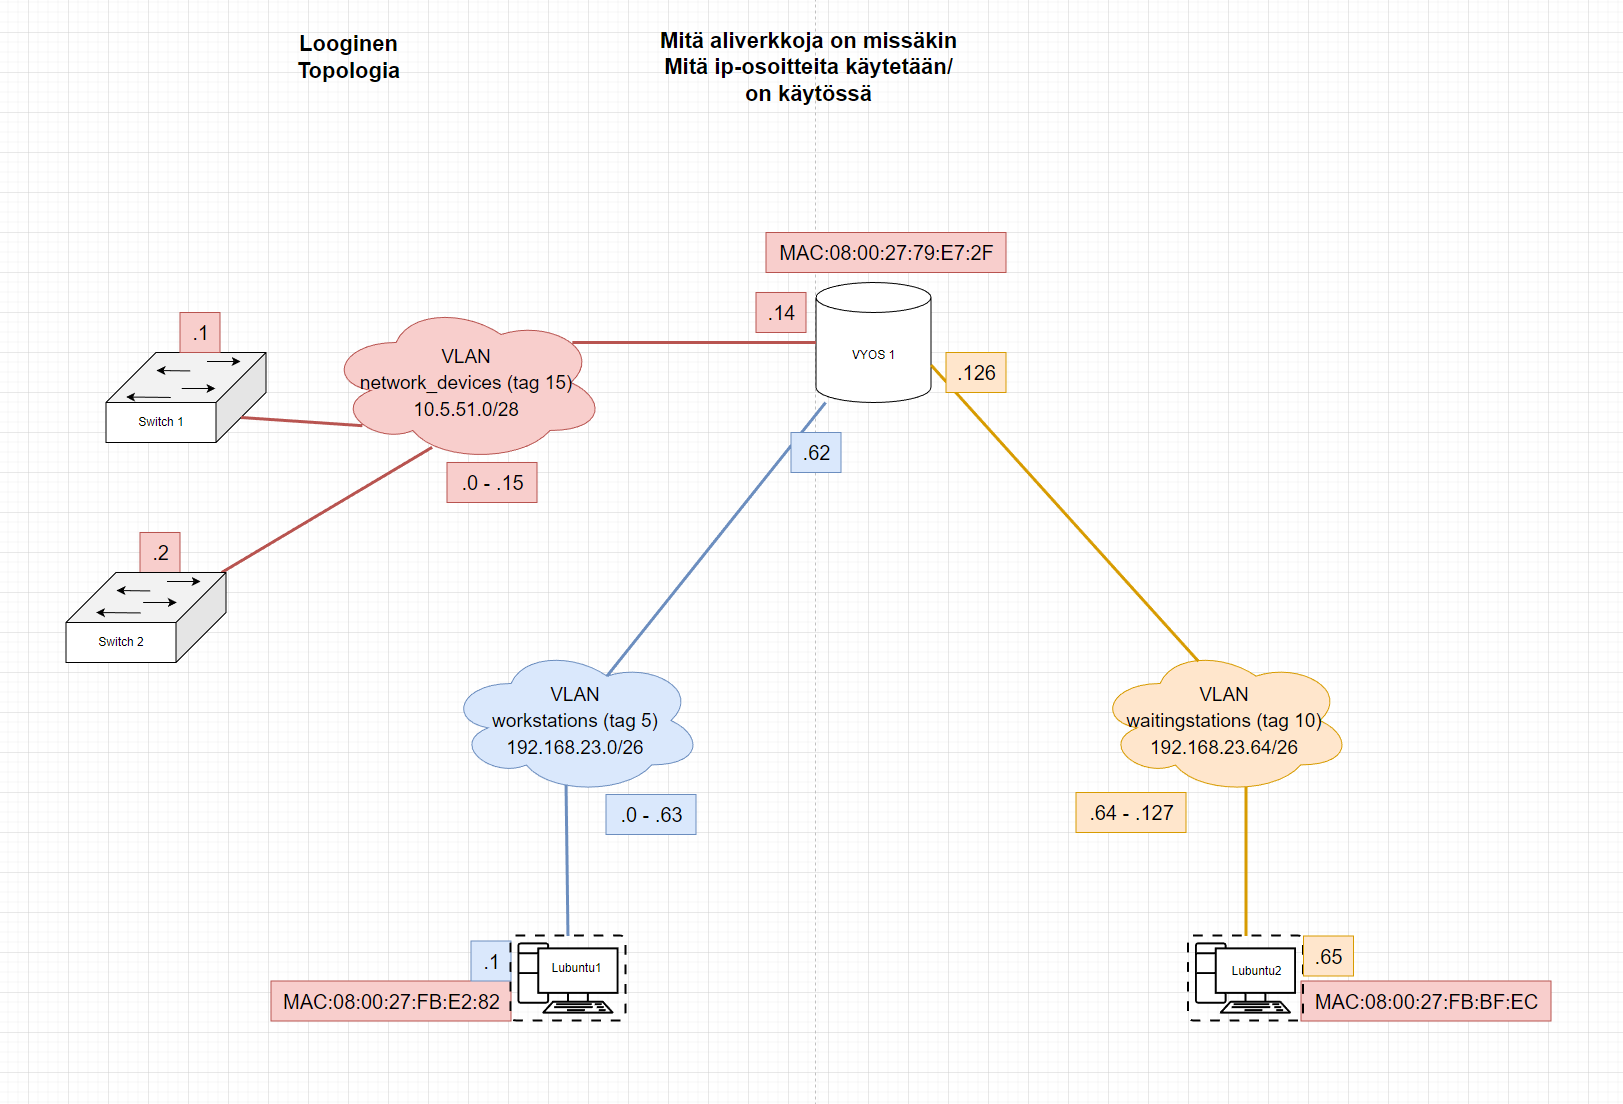 Looginen
Topologia
Mitä aliverkkoja on missäkin
Mitä ip-osoitteita käytetään/
on käytössä
MAC:08:00:27:79:E7:2F
.14
VYOS 1
.126
.62
.1
Switch 1
VLAN
network_devices (tag 15)
10.5.51.0/28
.0 - .15
.2
Switch 2
VLAN
workstations (tag 5)
192.168.23.0/26
.0 - .63
VLAN
waitingstations (tag 10)
192.168.23.64/26
.64 - .127
.1
Lubuntu1
MAC:08:00:27:FB:E2:82
Lubuntu2
.65
MAC:08:00:27:FB:BF:EC